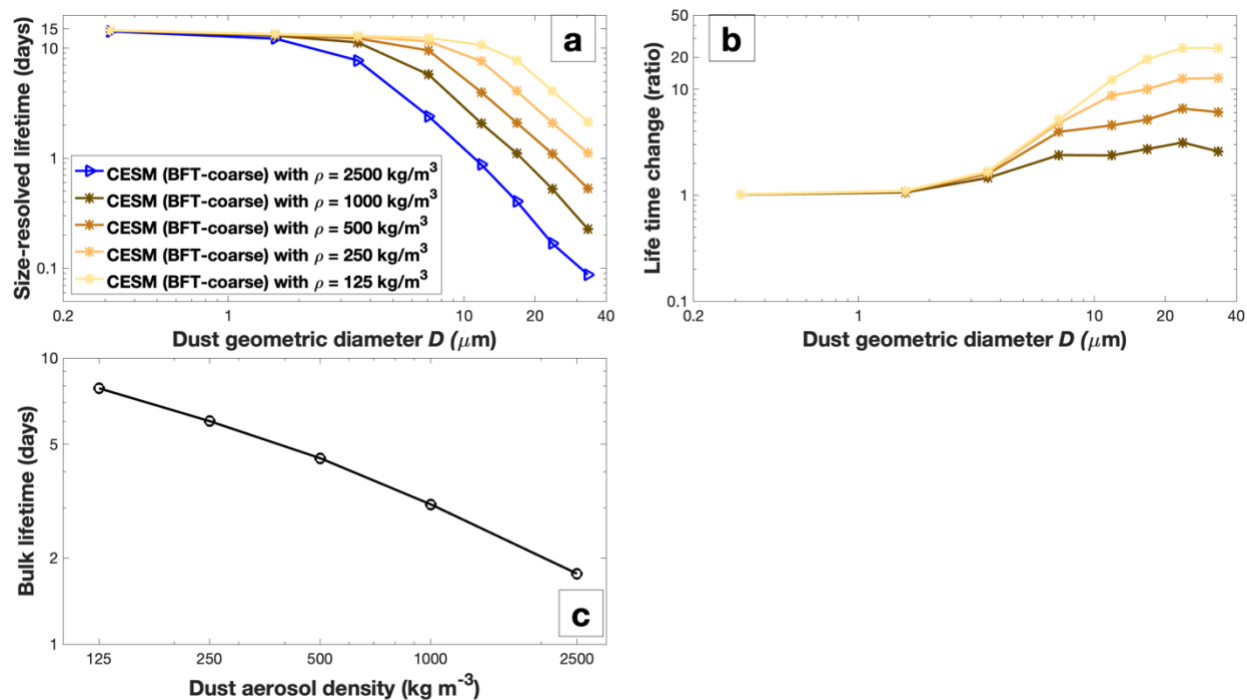 15
10
1
0.1
Size-resolved lifetime (days)
a
CESM (BFT-coarse) with ρ = 2500 kg/m³
CESM (BFT-coarse) with ρ = 1000 kg/m³
CESM (BFT-coarse) with ρ = 500 kg/m³
CESM (BFT-coarse) with ρ = 250 kg/m³
CESM (BFT-coarse) with ρ = 125 kg/m³
0.2 1 10 20 40
Dust geometric diameter D (μm)
50
10
1
0.1
Life time change (ratio)
b
0.2 1 10 20 40
Dust geometric diameter D (μm)
10
5
2
1
Bulk lifetime (days)
c
125 250 500 1000 2500
Dust aerosol density (kg m⁻³)